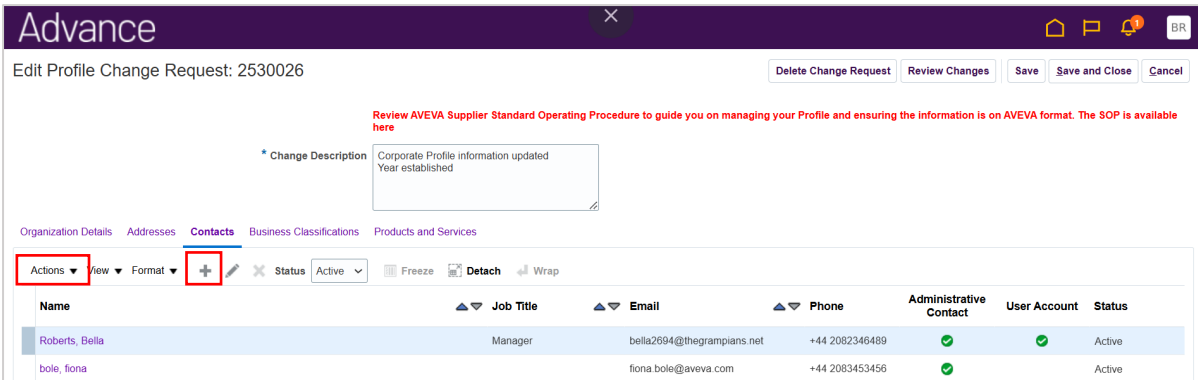 Advance
1
BR
Edit Profile Change Request: 2530026
Delete Change Request Review Changes Save Save and Close Cancel
Review AVEVA Supplier Standard Operating Procedure to guide you on managing your Profile and ensuring the information is on AVEVA format. The SOP is available
here
* Change Description Corporate Profile information updated
Year established
Organization Details Addresses Contacts Business Classifications Products and Services
Actions View Format Status Active Freeze Detach Wrap
Name Job Title Email Phone Administrative Contact User Account Status
Roberts, Bella Manager bella2694@thegrampians.net +44 2082346489 Active
bole, fiona fiona.bole@aveva.com +44 2083453456 Active